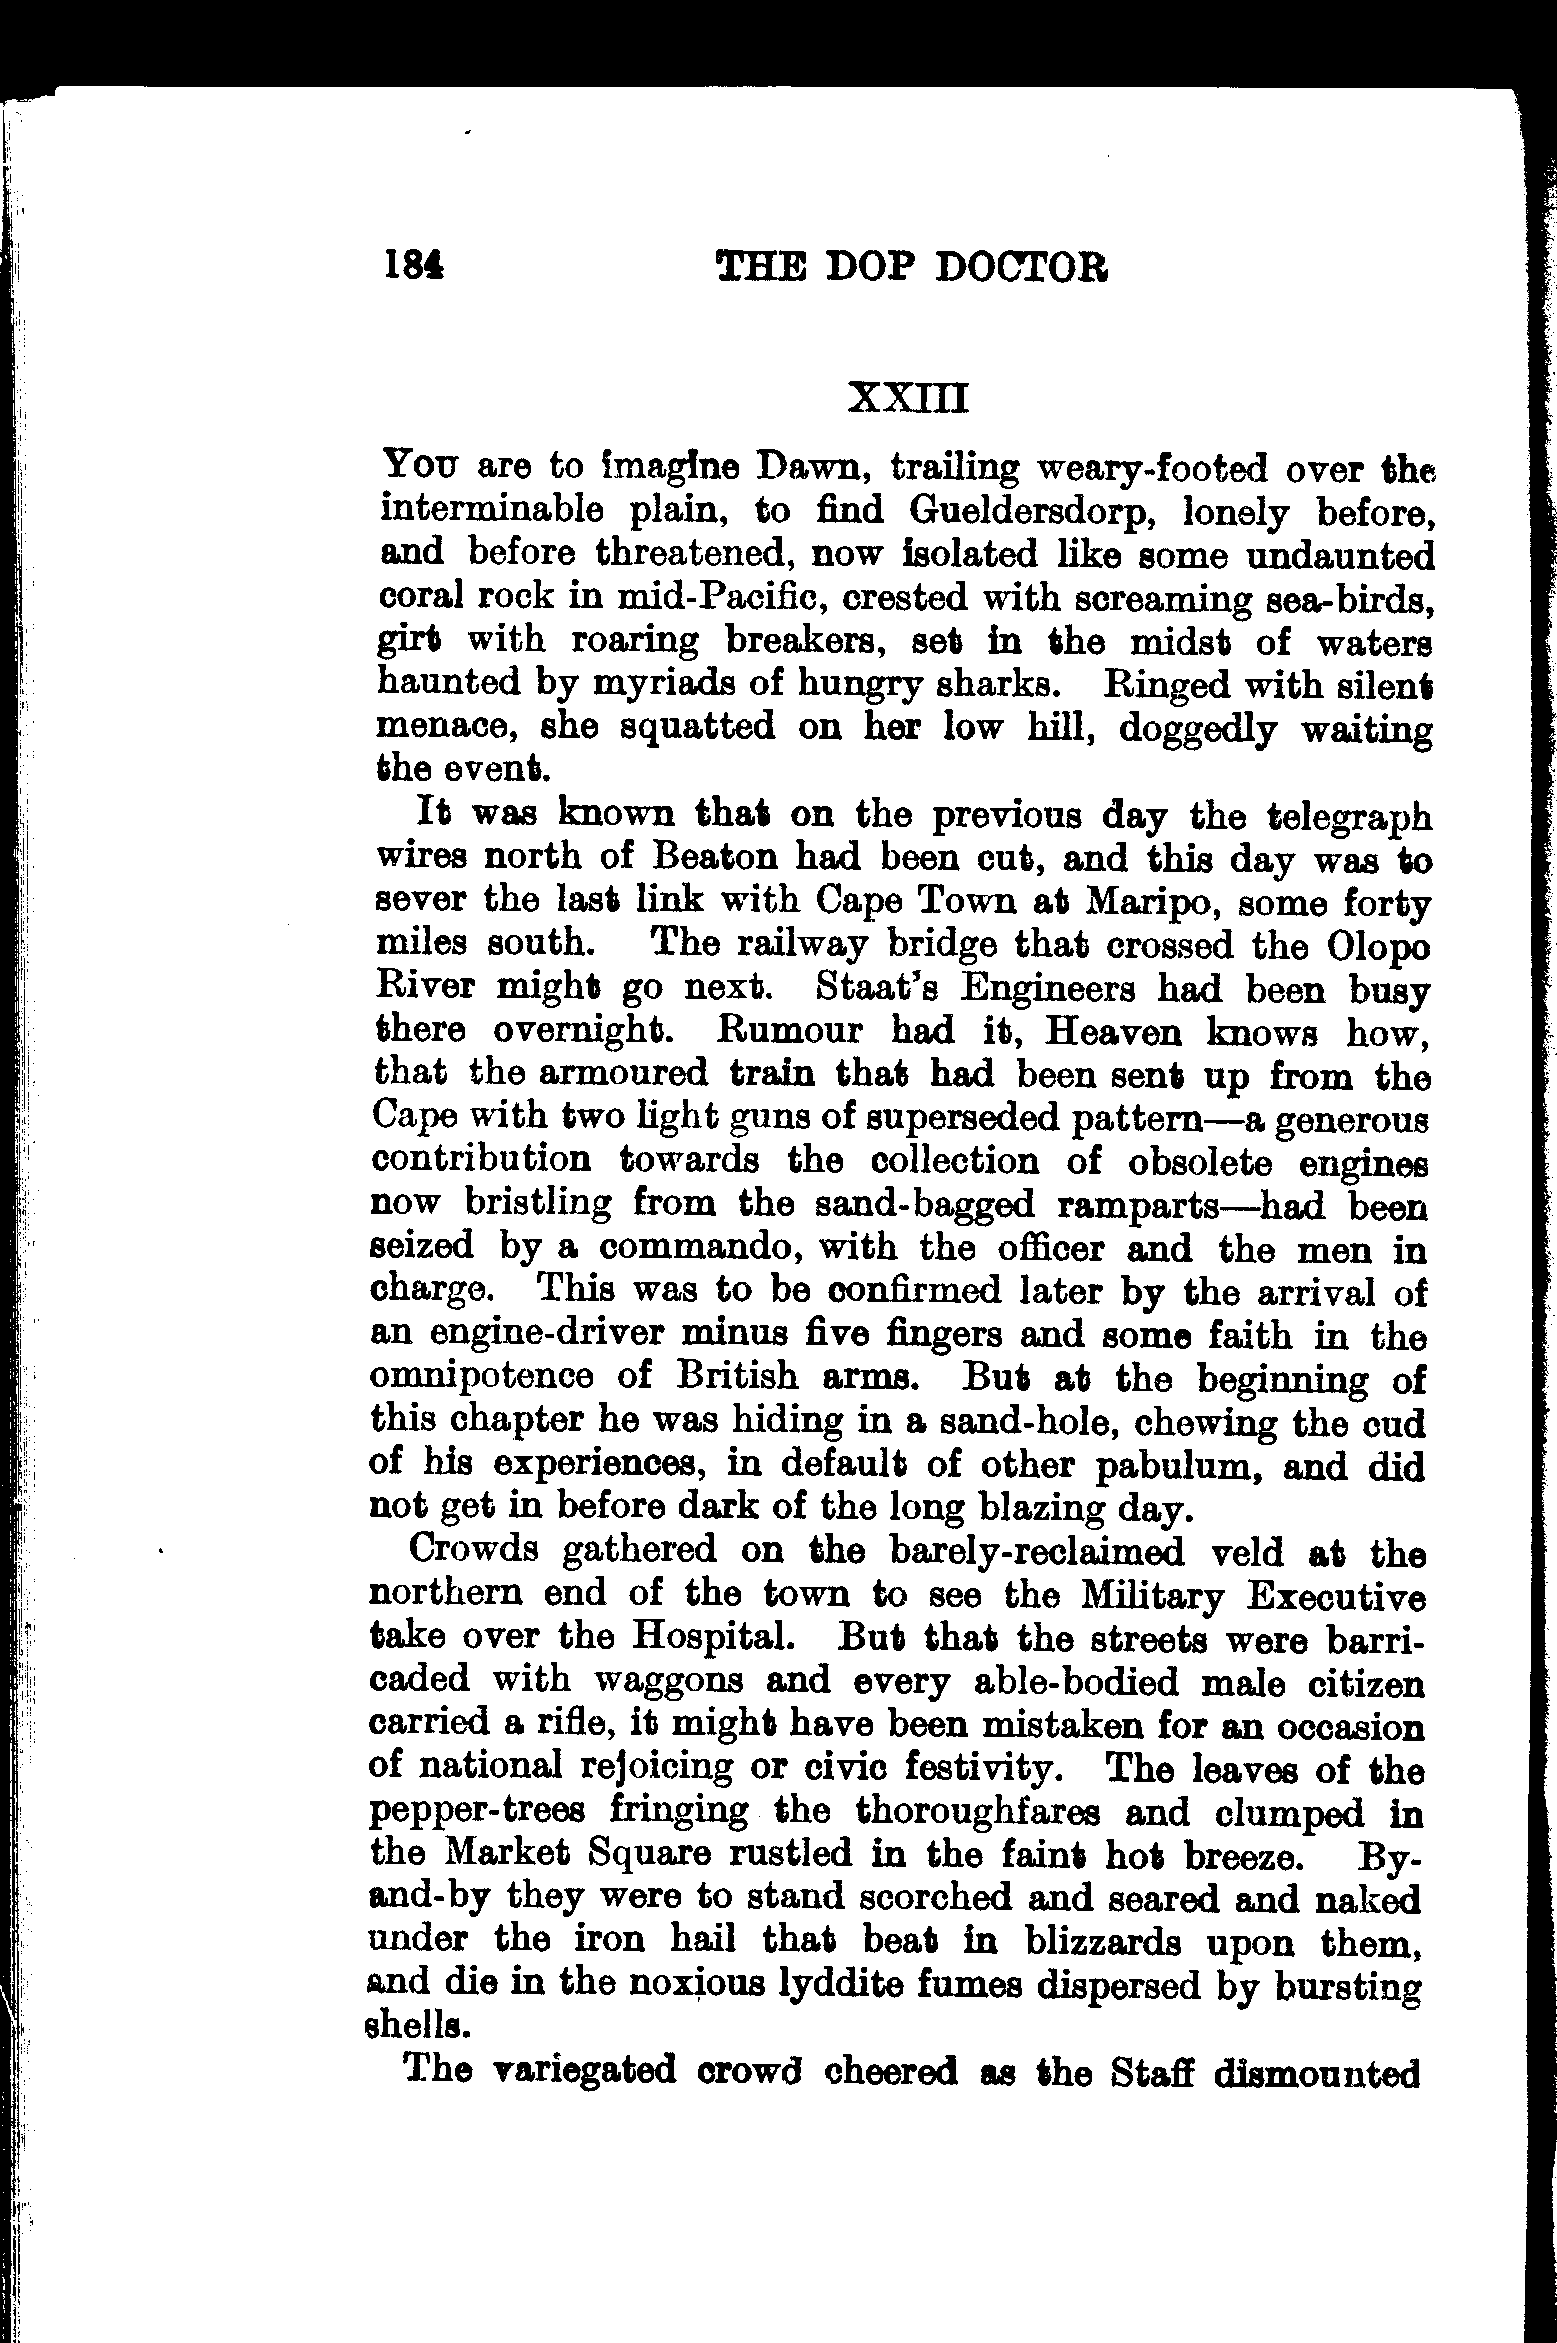 184 THE DOP DOCTOR
XXIII
YOU are to imagine Dawn, trailing weary-footed over the
interminable plain, to find Gueldersdorp, lonely before,
and before threatened, now isolated like some undaunted
coral rock in mid-Pacific, crested with screaming sea-birds,
girt with roaring breakers, set in the midst of waters
haunted by myriads of hungry sharks. Ringed with silent
menace, she squatted on her low hill, doggedly waiting
the event.
It was known that on the previous day the telegraph
wires north of Beaton had been cut, and this day was to
sever the last link with Cape Town at Maripo, some forty
miles south. The railway bridge that crossed the Olopo
River might go next. Staat's Engineers had been busy
there overnight. Rumour had it, Heaven knows how,
that the armoured train that had been sent up from the
Cape with two light guns of superseded pattern—a generous
contribution towards the collection of obsolete engines
now bristling from the sand-bagged ramparts—had been
seized by a commando, with the officer and the men in
charge. This was to be confirmed later by the arrival of
an engine-driver minus five fingers and some faith in the
omnipotence of British arms. But at the beginning of
this chapter he was hiding in a sand-hole, chewing the cud
of his experiences, in default of other pabulum, and did
not get in before dark of the long blazing day.
Crowds gathered on the barely-reclaimed veld at the
northern end of the town to see the Military Executive
take over the Hospital. But that the streets were barri-
caded with waggons and every able-bodied male citizen
carried a rifle, it might have been mistaken for an occasion
of national rejoicing or civic festivity. The leaves of the
pepper-trees fringing the thoroughfares and clumped in
the Market Square rustled in the faint hot breeze. By-
and-by they were to stand scorched and seared and naked
under the iron hail that beat in blizzards upon them,
and die in the noxious lyddite fumes dispersed by bursting
shells.
The variegated crowd cheered as the Staff dismounted